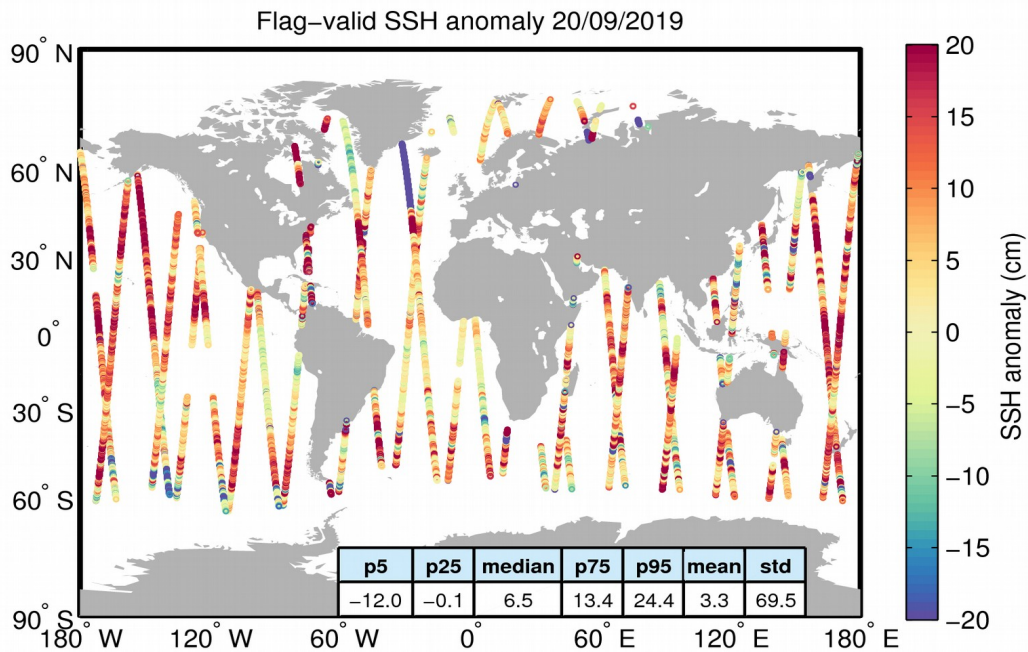 Flag−valid SSH anomaly 20/09/2019
90° N
60° N
30° N
0°
30° S
60° S
90° S
180° W
120° W
60° W
0°
60° E
120° E
180° E
p5 p25 median p75 p95 mean std
−12.0 −0.1 6.5 13.4 24.4 3.3 69.5
20
15
10
5
0
−5
−10
−15
−20
SSH anomaly (cm)